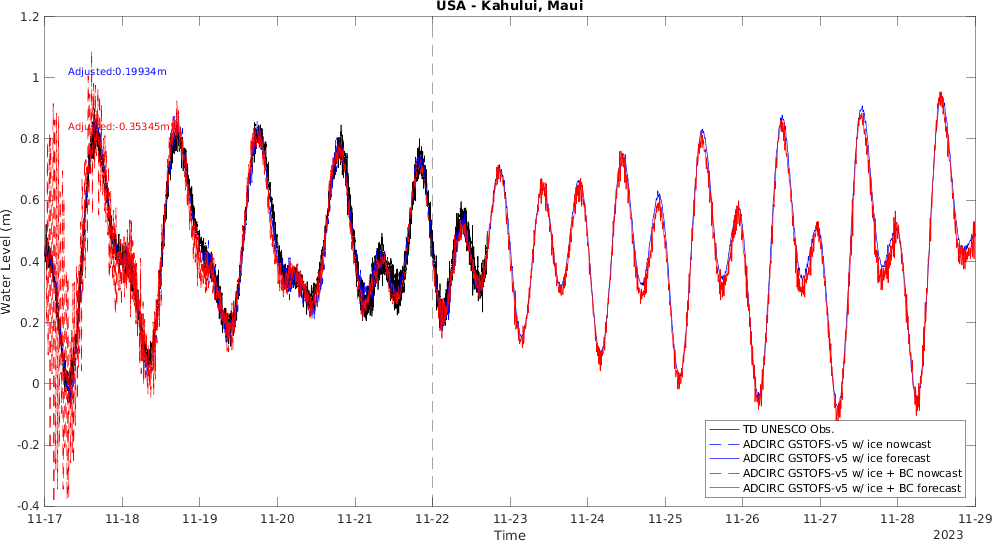 USA - Kahului, Maui
1.2
1
0.8
0.6
0.4
0.2
0
-0.2
-0.4
Water Level (m)
Adjusted:0.19934m
Adjusted:-0.35345m
TD UNESCO Obs.
ADCIRC GSTOFS-v5 w/ ice nowcast
ADCIRC GSTOFS-v5 w/ ice forecast
ADCIRC GSTOFS-v5 w/ ice + BC nowcast
ADCIRC GSTOFS-v5 w/ ice + BC forecast
11-17 11-18 11-19 11-20 11-21 11-22 11-23 11-24 11-25 11-26 11-27 11-28 11-29
Time
2023